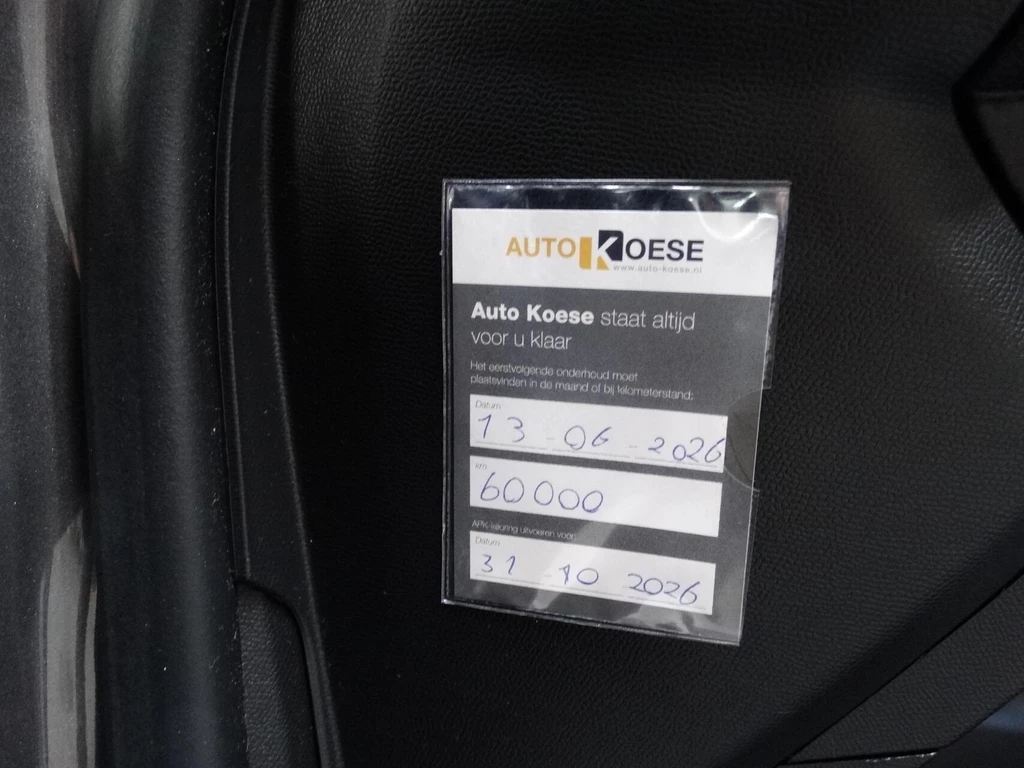 AUTO KOESE
www.auto-koese.nl
Auto Koese staat altijd
voor u klaar
Het eerstvolgende onderhoud moet
plaatsvinden in de maand of bij kilometerstand:
Datum
13 - 06 - 2026
km
60000
APK-keuring uitvoeren voor:
Datum
31 - 10 2026